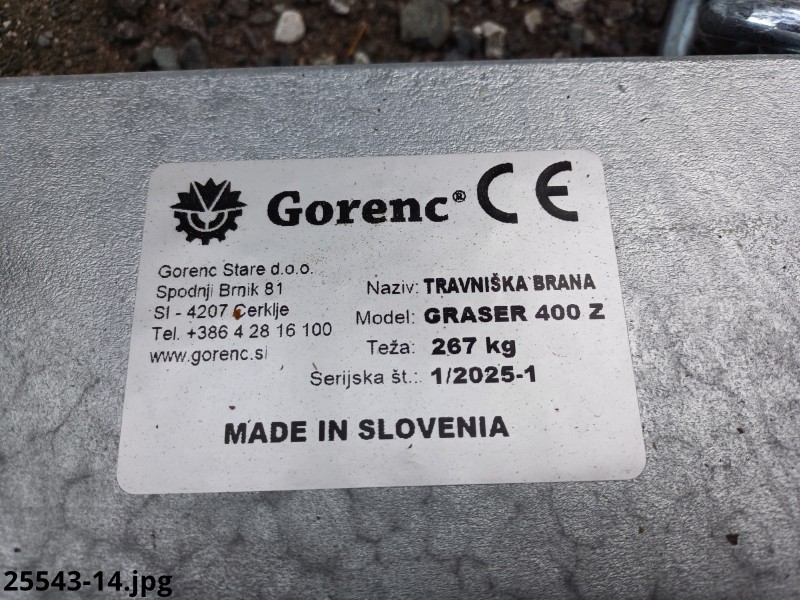 Gorenc® CE
Gorenc Stare d.o.o.
Spodnji Brnik 81
SI - 4207 Cerklje
Tel. +386 4 28 16 100
www.gorenc.si
Naziv: TRAVNIŠKA BRANA
Model: GRASER 400 Z
Teža: 267 kg
Serijska št.: 1/2025-1
MADE IN SLOVENIA
25543-14.jpg